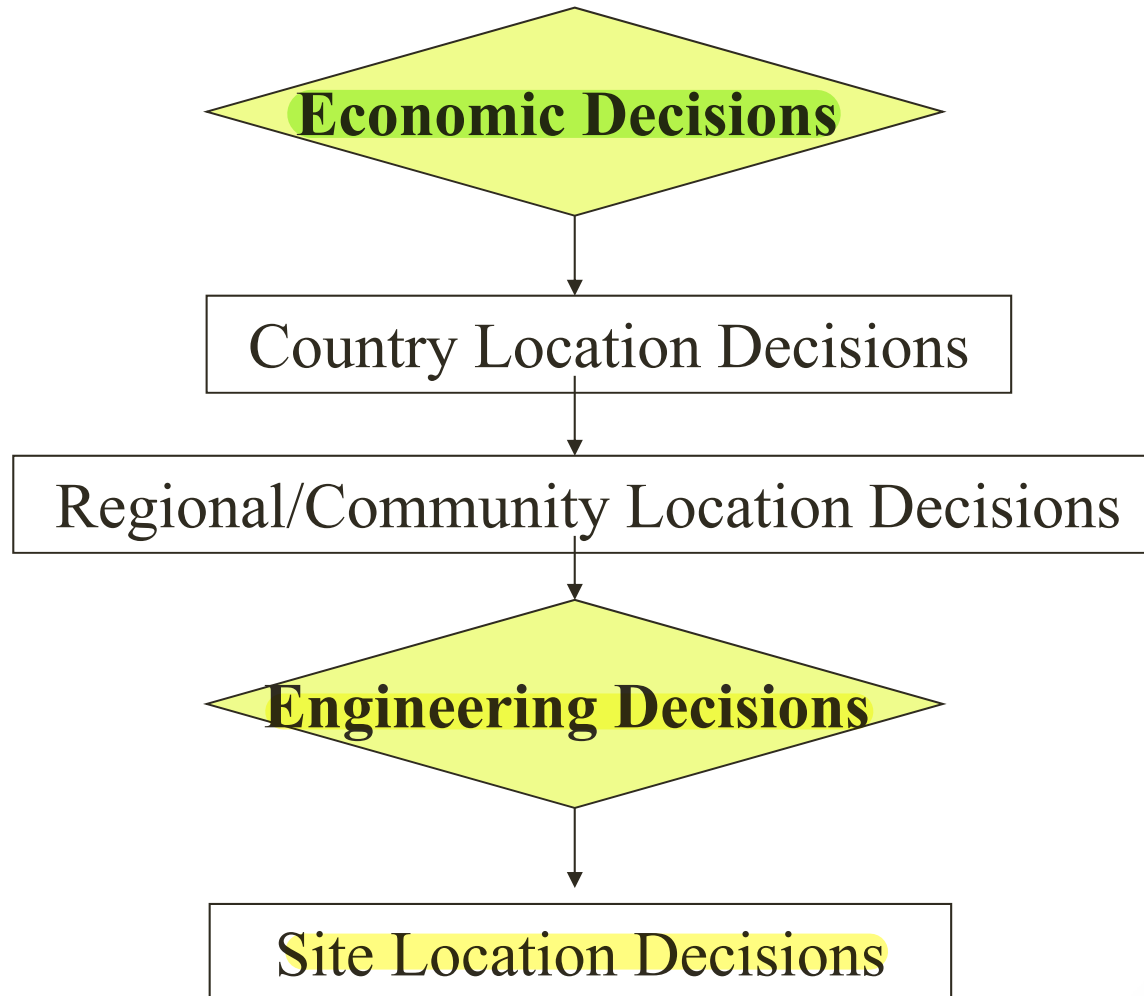 Economic Decisions
Country Location Decisions
Regional/Community Location Decisions
Engineering Decisions
Site Location Decisions